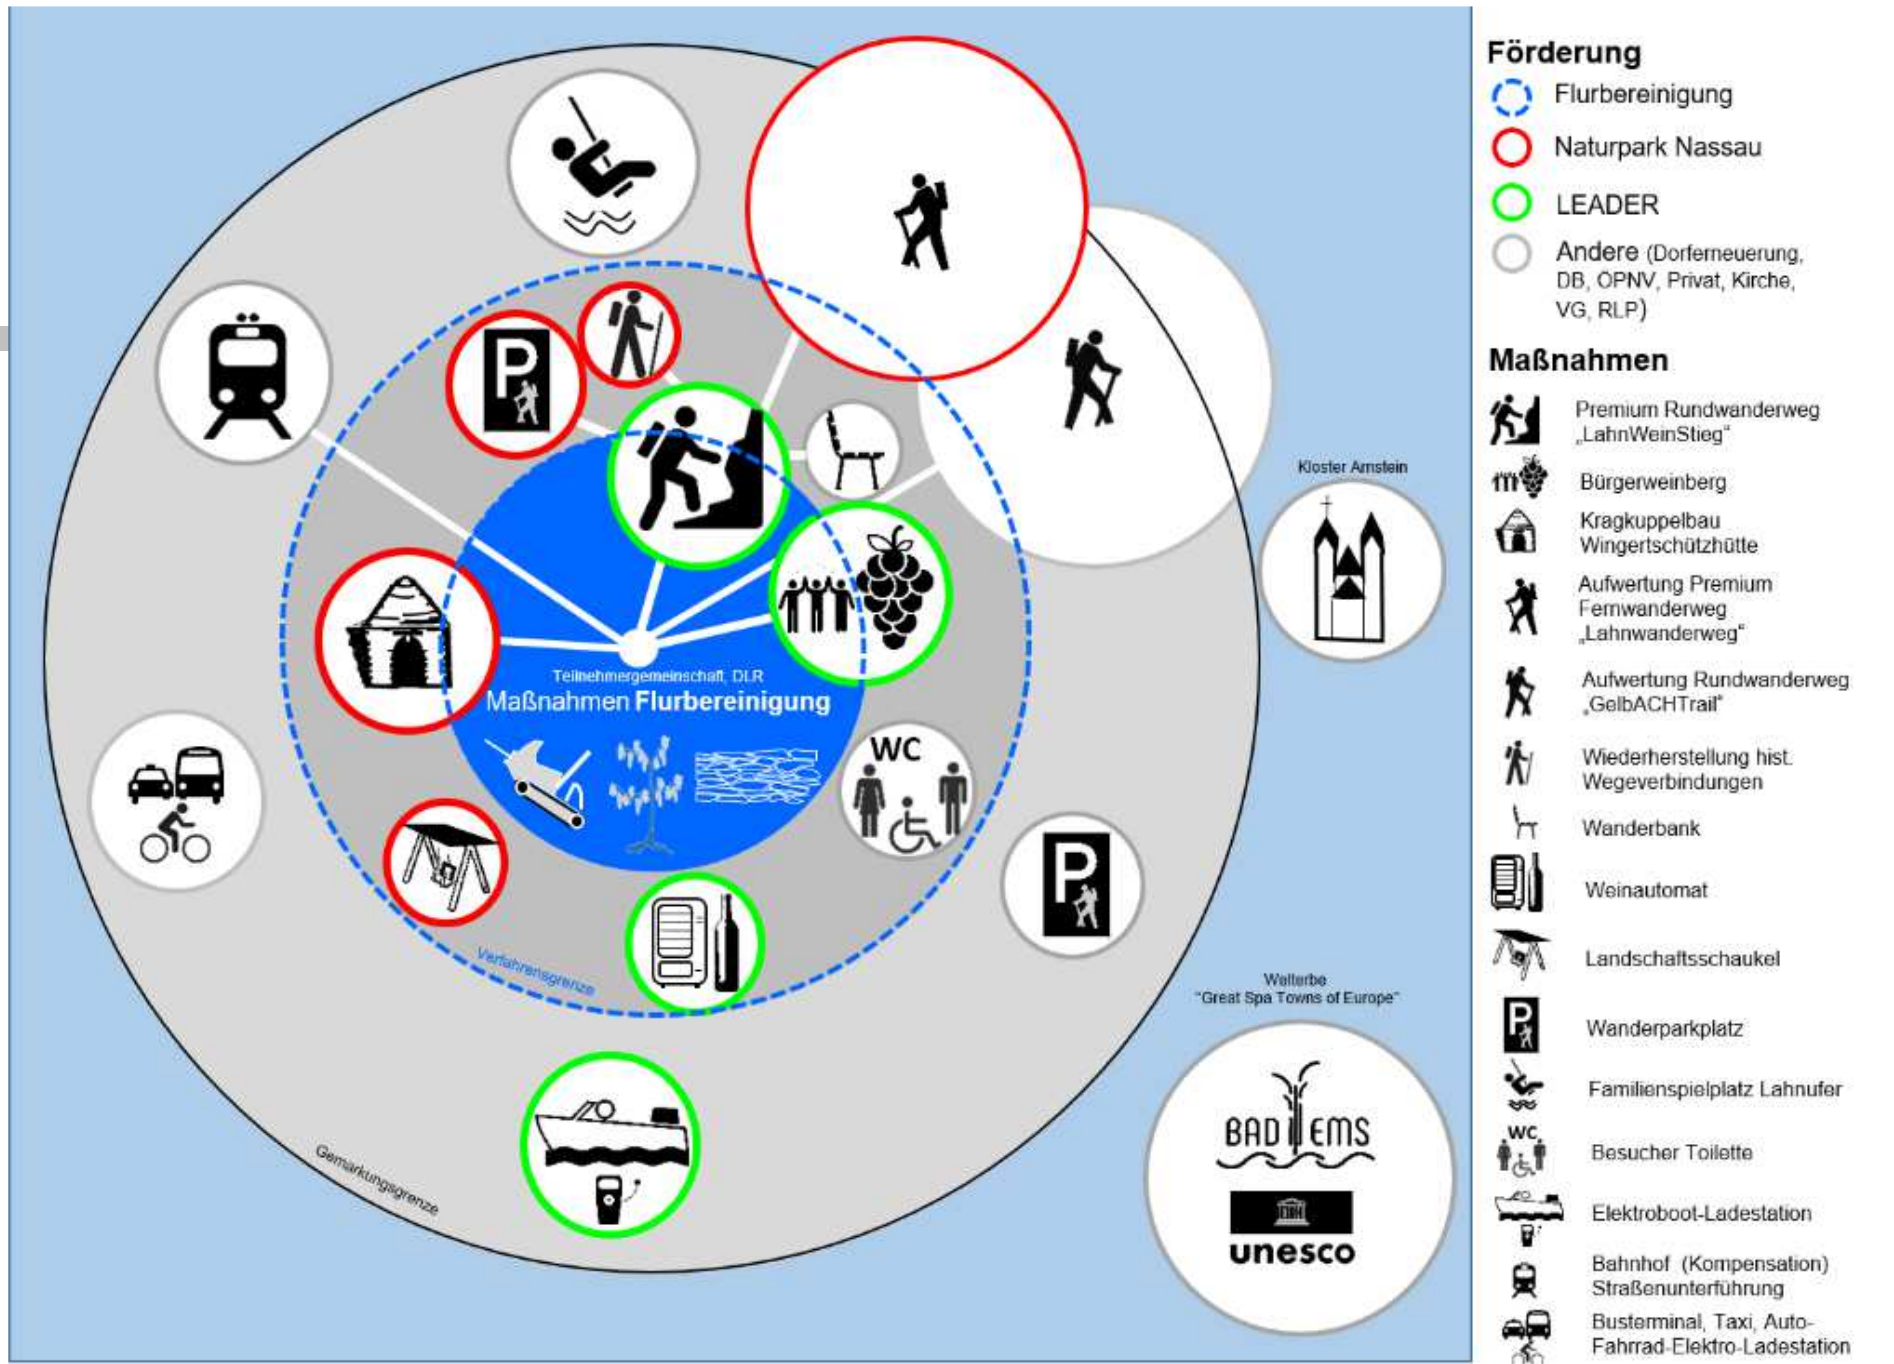 P
WC
P
Teilnehmergemeinschaft, DLR
Maßnahmen Flurbereinigung
Verfahrensgrenze
Gemarkungsgrenze
Kloster Arnstein
Welterbe
"Great Spa Towns of Europe"
BAD EMS
unesco
Förderung
Flurbereinigung
Naturpark Nassau
LEADER
Andere (Dorferneuerung,
DB, ÖPNV, Privat, Kirche,
VG, RLP)
Maßnahmen
Premium Rundwanderweg
„LahnWeinStieg“
Bürgerweinberg
Kragkuppelbau
Wingertschützhütte
Aufwertung Premium
Fernwanderweg
„Lahnwanderweg“
Aufwertung Rundwanderweg
„GelbACHTrail“
Wiederherstellung hist.
Wegeverbindungen
Wanderbank
Weinautomat
Landschaftsschaukel
P
Wanderparkplatz
Familienspielplatz Lahnufer
WC
Besucher Toilette
Elektroboot-Ladestation
Bahnhof (Kompensation)
Straßenunterführung
Busterminal, Taxi, Auto-
Fahrrad-Elektro-Ladestation